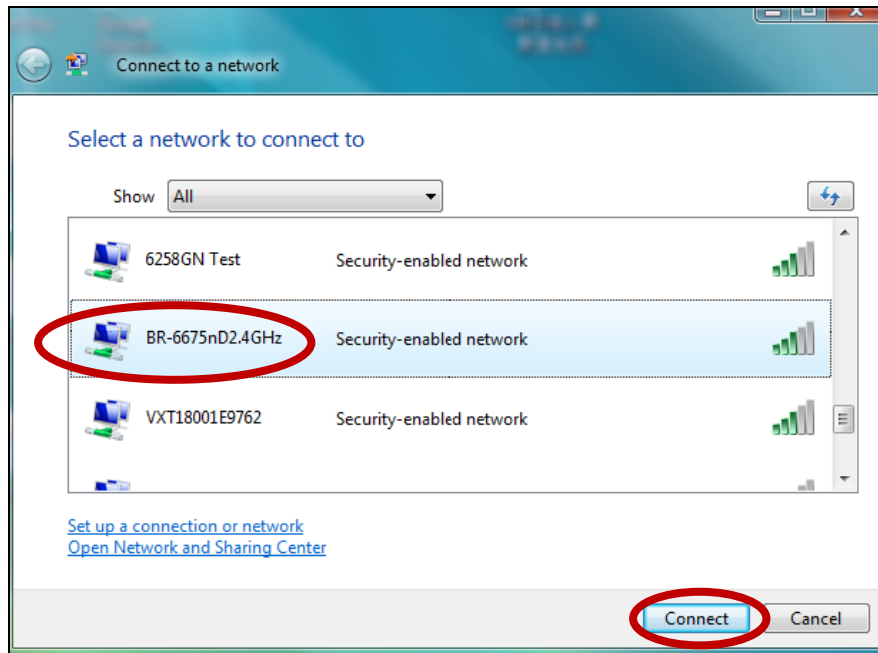 Connect to a network
Select a network to connect to
Show All
6258GN Test Security-enabled network
BR-6675nD2.4GHz Security-enabled network
VXT18001E9762 Security-enabled network
Set up a connection or network
Open Network and Sharing Center
Connect Cancel